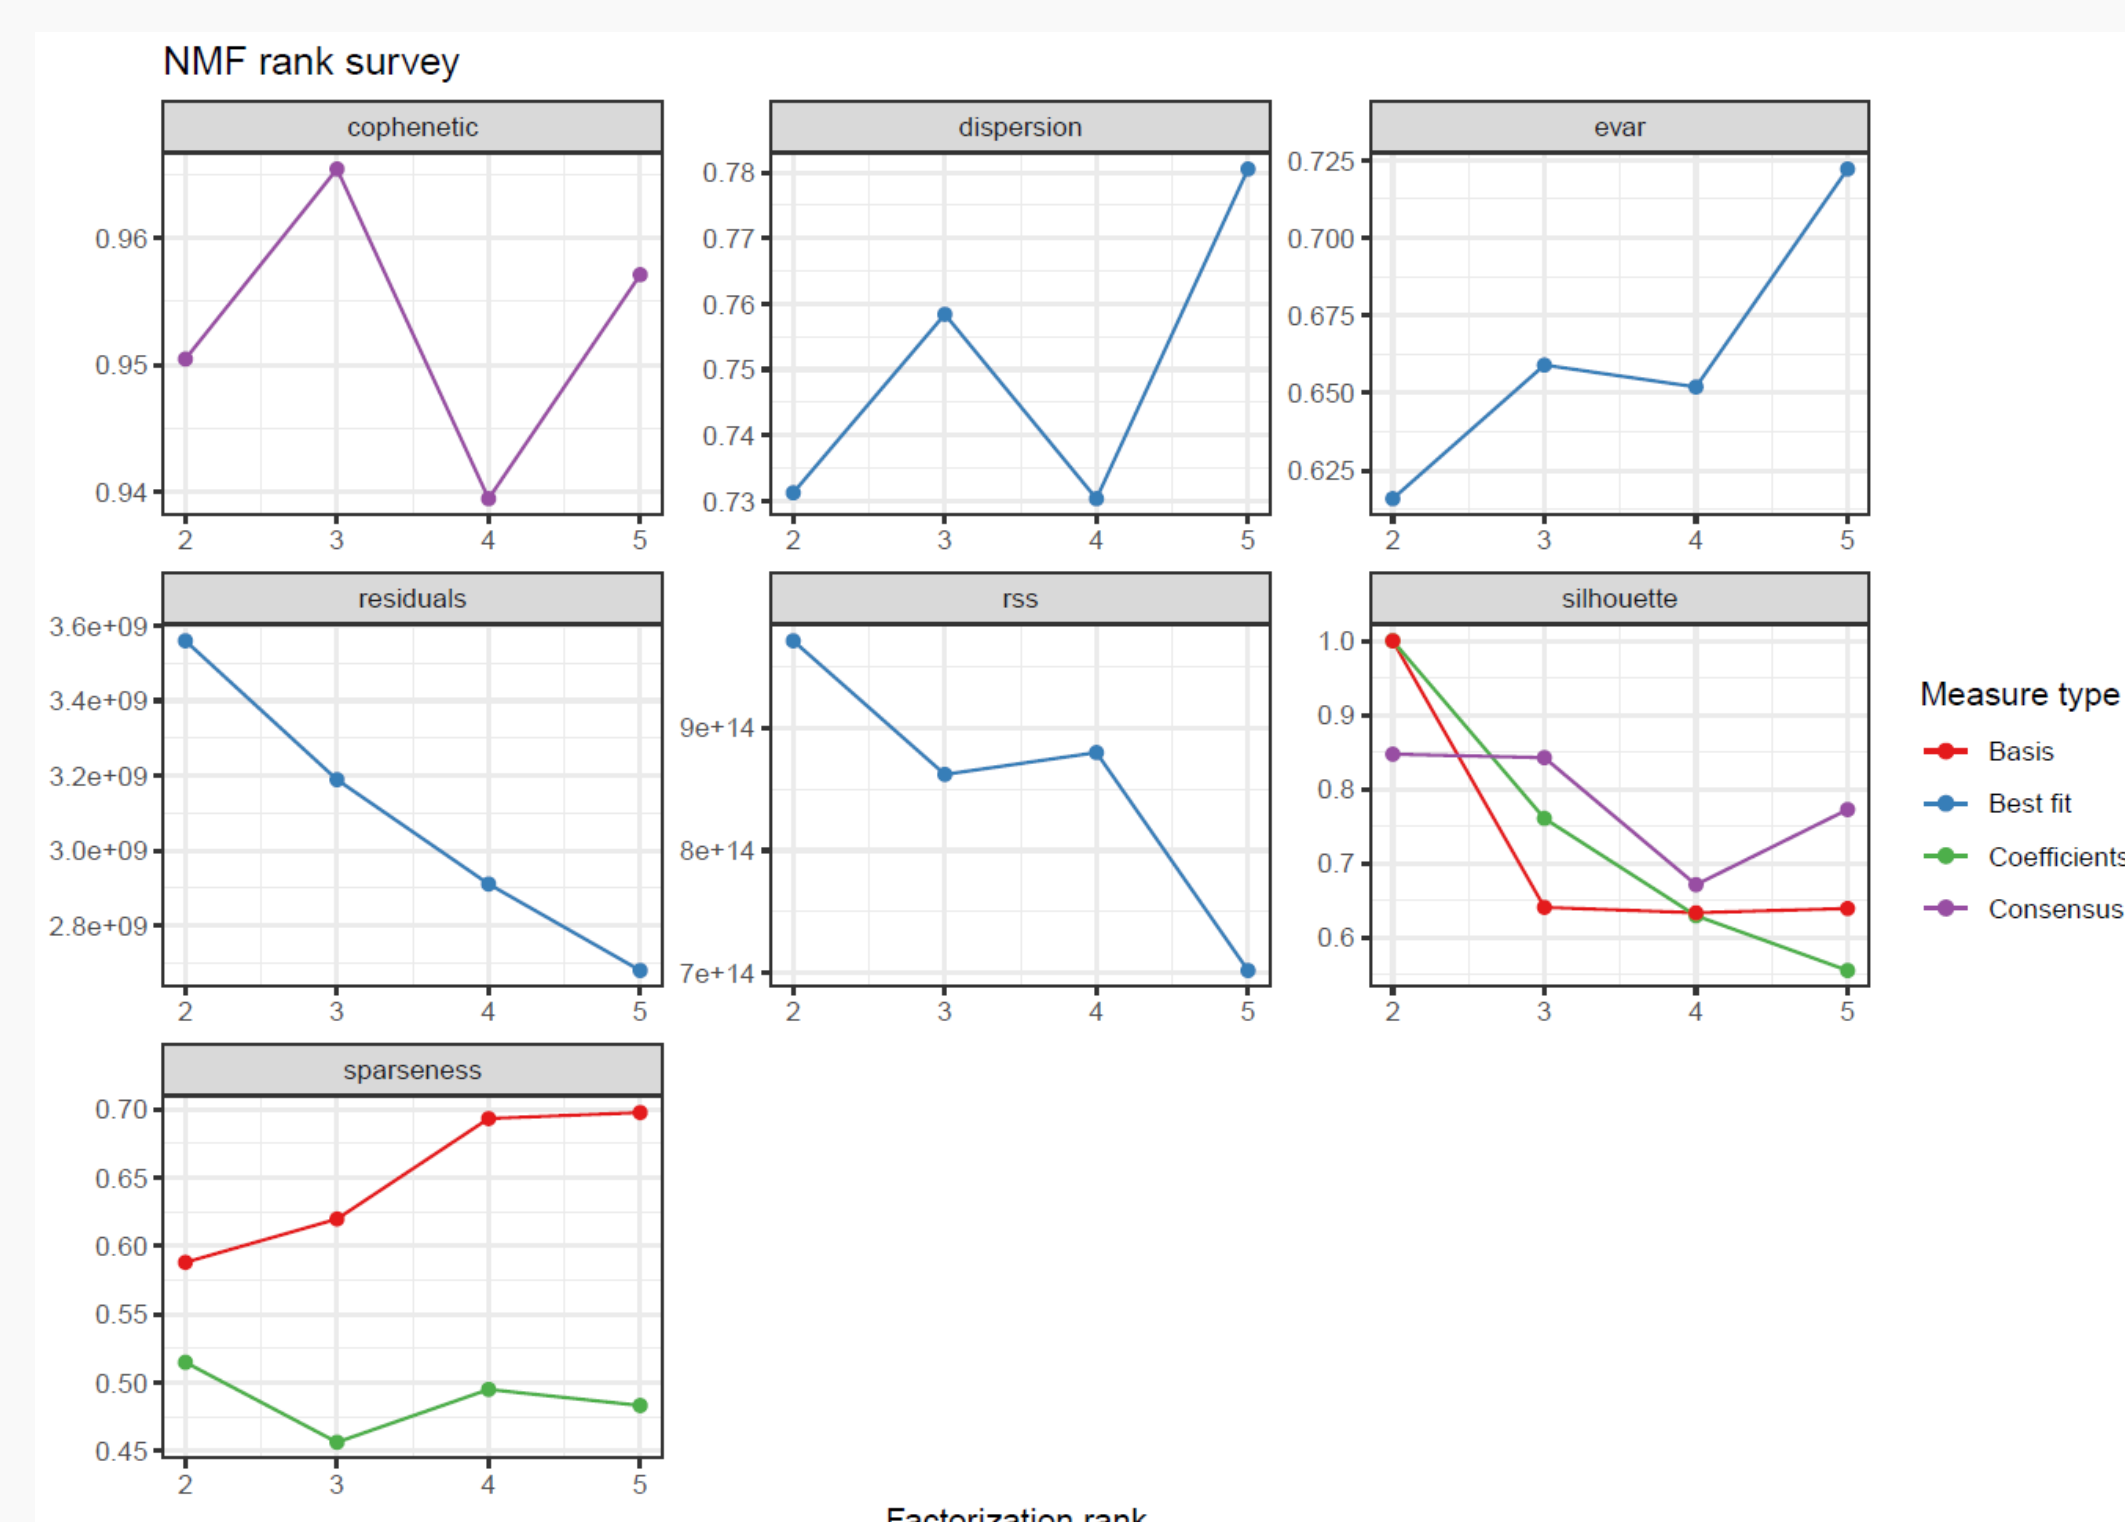 NMF rank survey
cophenetic
dispersion
evar
0.96
0.95
0.94
2 3 4 5
0.78
0.77
0.76
0.75
0.74
0.73
2 3 4 5
0.725
0.700
0.675
0.650
0.625
2 3 4 5
residuals
rss
silhouette
3.6e+09
3.4e+09
3.2e+09
3.0e+09
2.8e+09
2 3 4 5
9e+14
8e+14
7e+14
2 3 4 5
1.0
0.9
0.8
0.7
0.6
2 3 4 5
Measure type
Basis
Best fit
Coefficients
Consensus
sparseness
0.70
0.65
0.60
0.55
0.50
0.45
2 3 4 5
Factorization rank